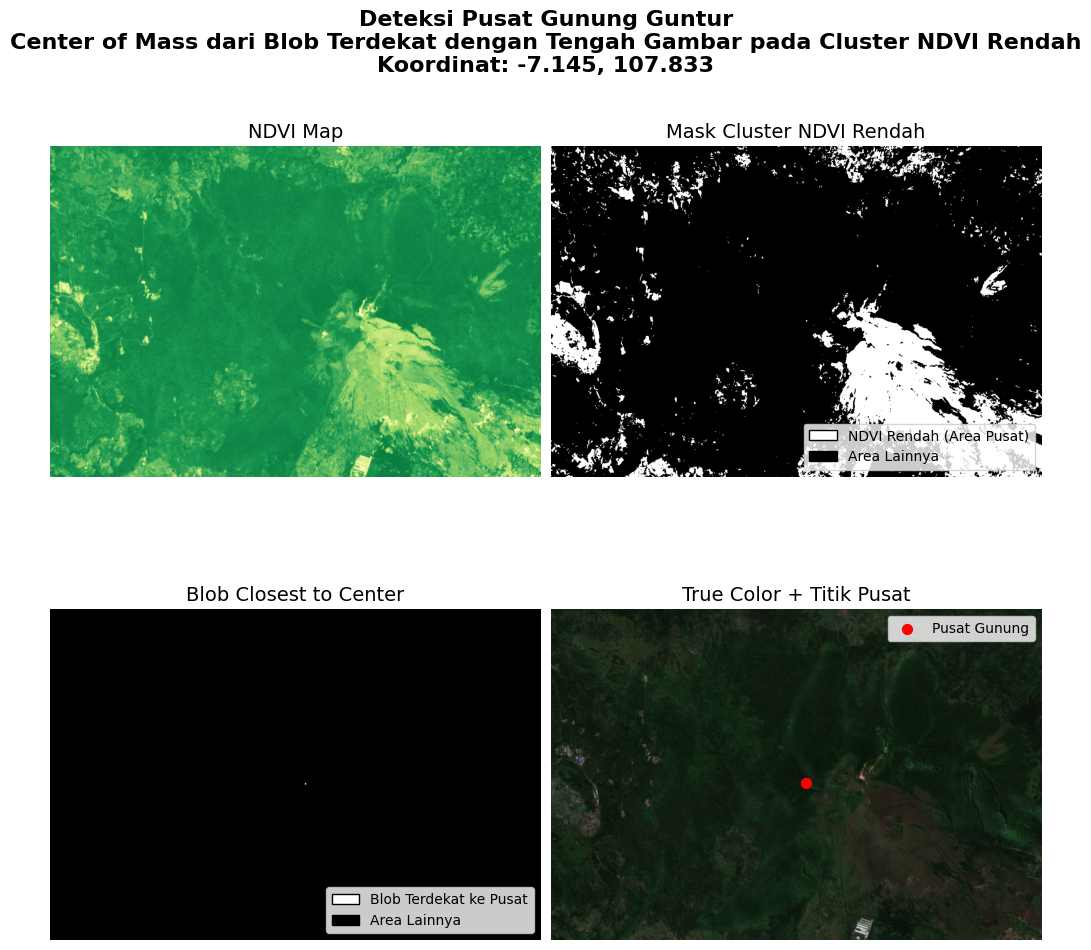 Deteksi Pusat Gunung Guntur
Center of Mass dari Blob Terdekat dengan Tengah Gambar pada Cluster NDVI Rendah
Koordinat: -7.145, 107.833
NDVI Map
Mask Cluster NDVI Rendah
NDVI Rendah (Area Pusat)
Area Lainnya
Blob Closest to Center
True Color + Titik Pusat
Pusat Gunung
Blob Terdekat ke Pusat
Area Lainnya